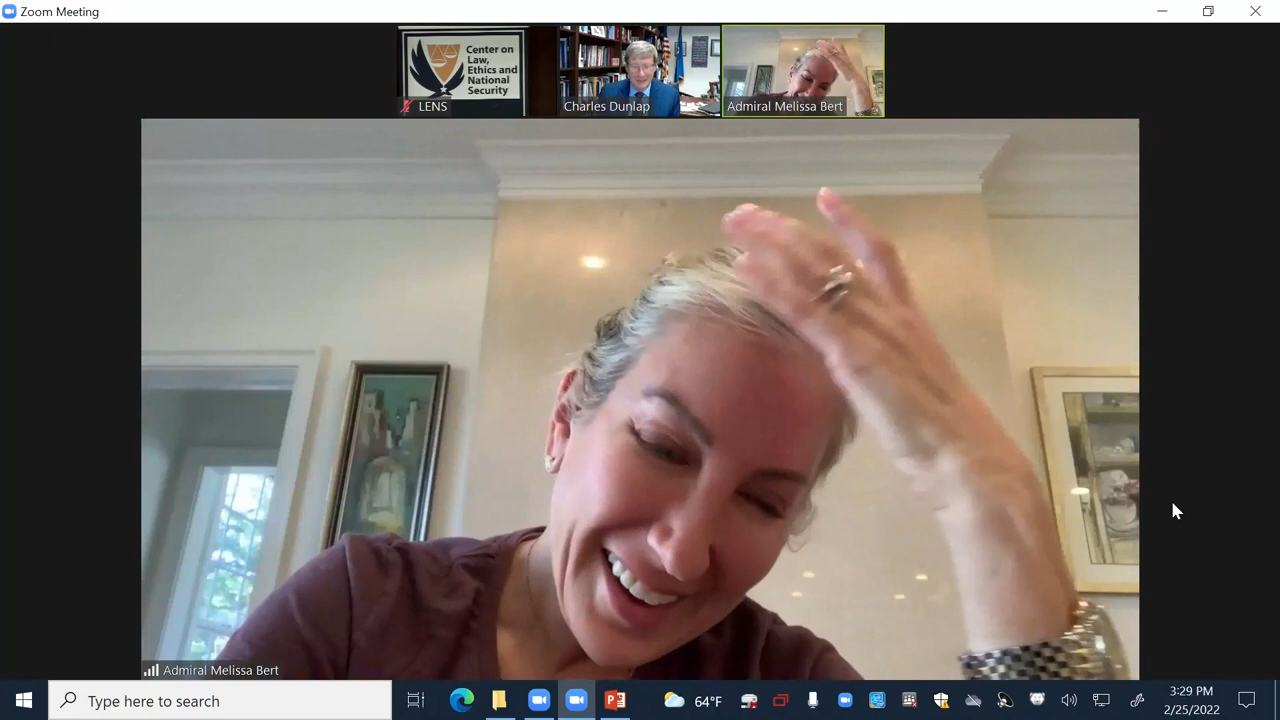 Zoom Meeting
Center on
Law,
Ethics and
National
Security
LENS
Charles Dunlap
Admiral Melissa Bert
Admiral Melissa Bert
Type here to search
64°F
3:29 PM
2/25/2022